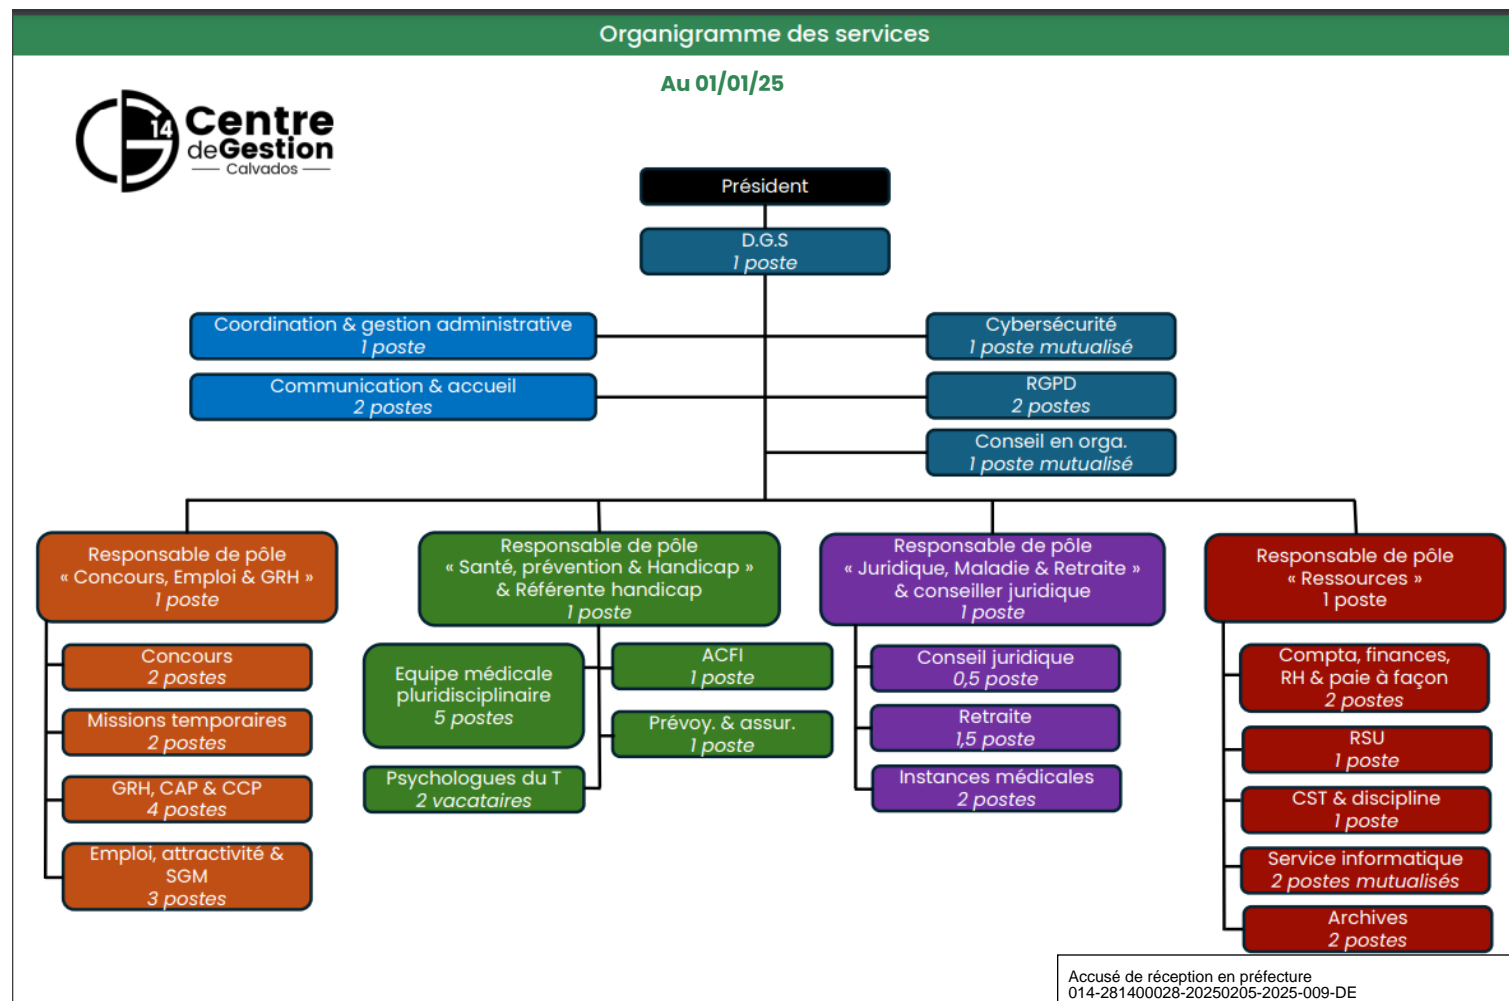 Organigramme des services
Au 01/01/25
14
Centre
deGestion
Calvados
Président
D.G.S
1 poste
Coordination & gestion administrative
1 poste
Cybersécurité
1 poste mutualisé
Communication & accueil
2 postes
RGPD
2 postes
Conseil en orga.
1 poste mutualisé
Responsable de pôle
« Concours, Emploi & GRH »
1 poste
Concours
2 postes
Missions temporaires
2 postes
GRH, CAP & CCP
4 postes
Emploi, attractivité &
SGM
3 postes
Responsable de pôle
« Santé, prévention & Handicap »
& Référente handicap
1 poste
Equipe médicale
pluridisciplinaire
5 postes
ACFI
1 poste
Prévoy. & assur.
1 poste
Psychologues du T
2 vacataires
Responsable de pôle
« Juridique, Maladie & Retraite »
& conseiller juridique
1 poste
Conseil juridique
0,5 poste
Retraite
1,5 poste
Instances médicales
2 postes
Responsable de pôle
« Ressources »
1 poste
Compta, finances,
RH & paie à façon
2 postes
RSU
1 poste
CST & discipline
1 poste
Service informatique
2 postes mutualisés
Archives
2 postes
Accusé de réception en préfecture
014-281400028-20250205-2025-009-DE